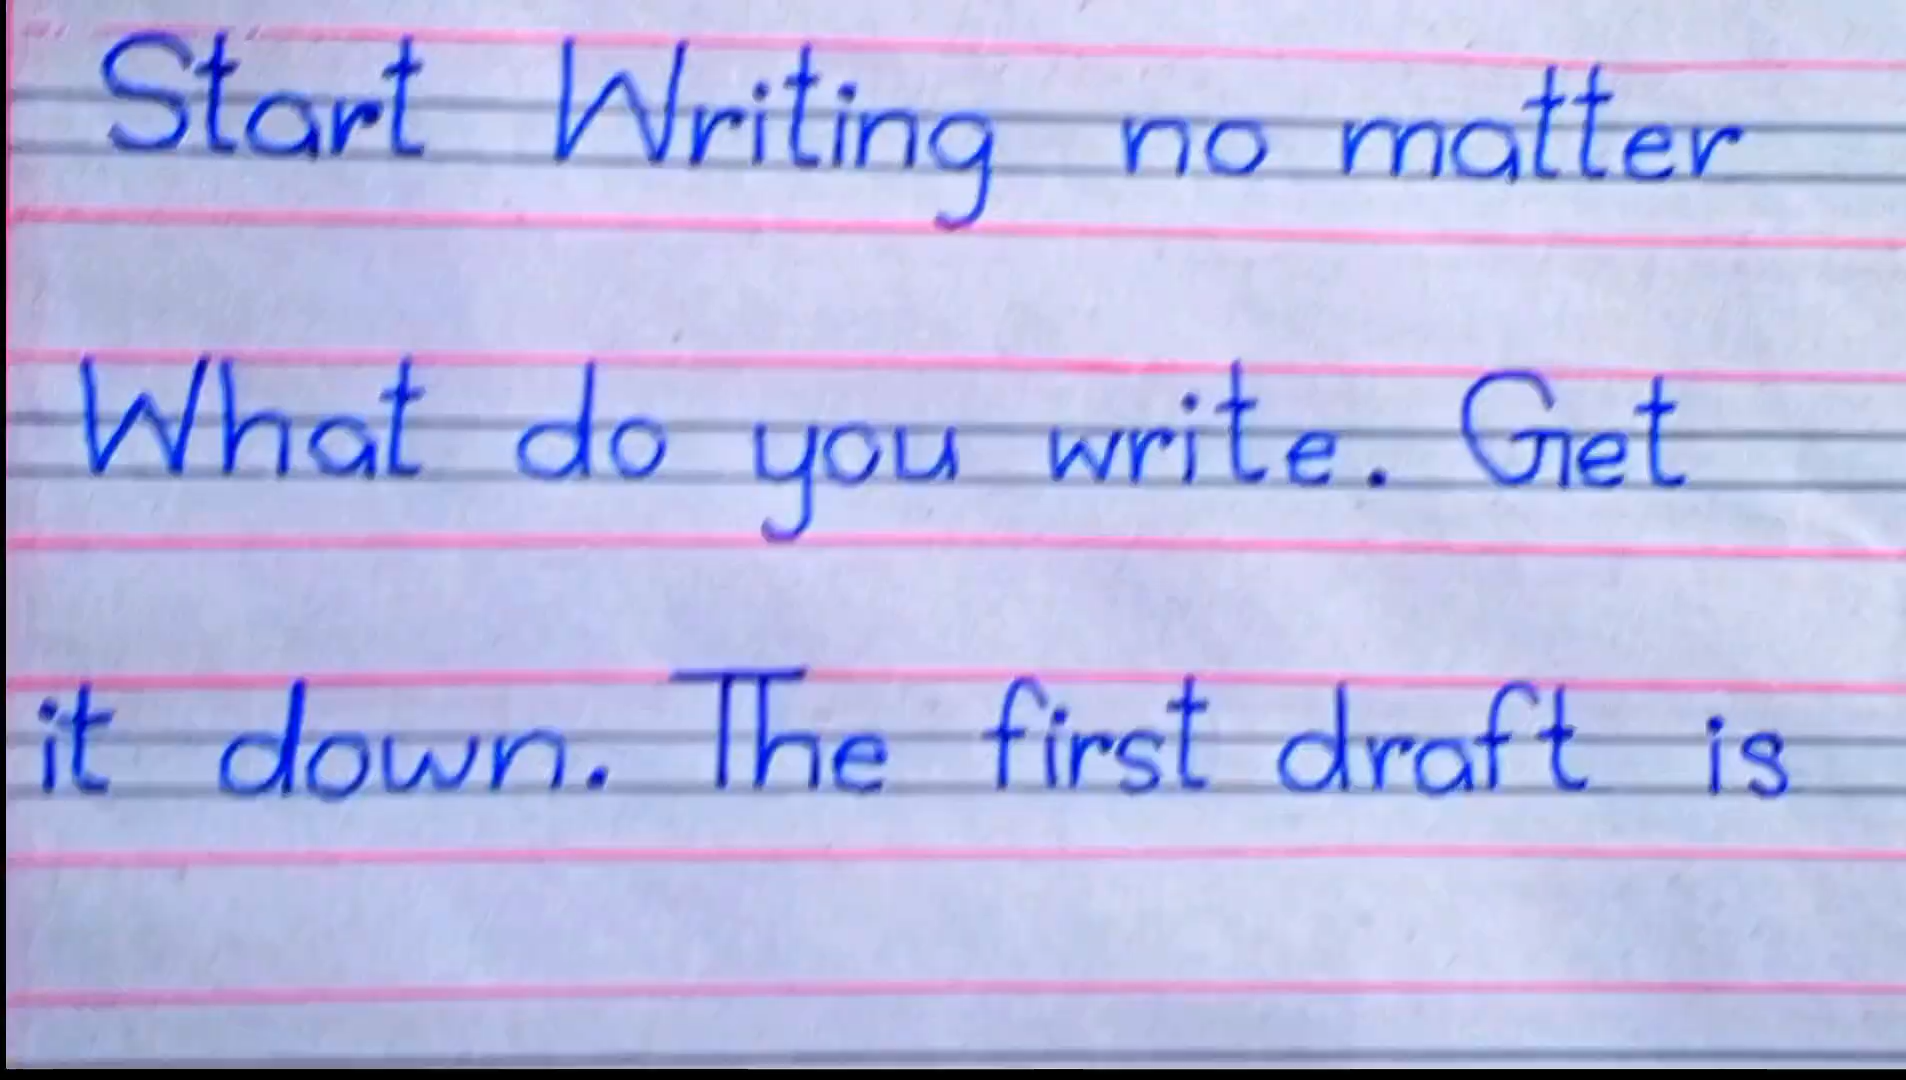 Start Writing no matter
What do you write. Get
it down. The first draft is